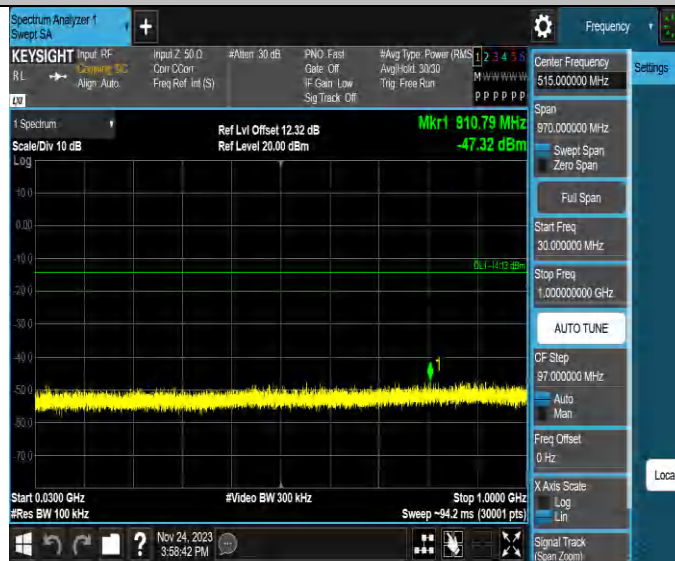 Spectrum Analyzer 1
Swept SA
+
Frequency
KEYSIGHT
Input: RF
Coupling: DC
Align: Auto
Input Z: 50 Ω
Corr CCorr
Freq Ref: Int (S)
#Atten: 30 dB
PNO: Fast
Gate: Off
IF Gain: Low
Sig Track: Off
#Avg Type: Power (RMS
Avg|Hold: 30/30
Trig: Free Run
1 2 3 4 5 6
M W W W W W
P P P P P P
R L
LXI
1 Spectrum
Scale/Div 10 dB
Log
Ref Lvl Offset 12.32 dB
Ref Level 20.00 dBm
Mkr1 910.79 MHz
-47.32 dBm
10.0
0.00
-10.0
DL1 -14.13 dBm
-20.0
-30.0
-40.0
1
-50.0
-60.0
-70.0
Start 0.0300 GHz
#Video BW 300 kHz
Stop 1.0000 GHz
#Res BW 100 kHz
Sweep ~94.2 ms (30001 pts)
?
Nov 24, 2023
3:58:42 PM
Center Frequency
515.000000 MHz
Settings
Span
970.000000 MHz
Swept Span
Zero Span
Full Span
Start Freq
30.000000 MHz
Stop Freq
1.000000000 GHz
AUTO TUNE
CF Step
97.000000 MHz
Auto
Man
Freq Offset
0 Hz
X Axis Scale
Log
Lin
Loca
Signal Track
(Span Zoom)